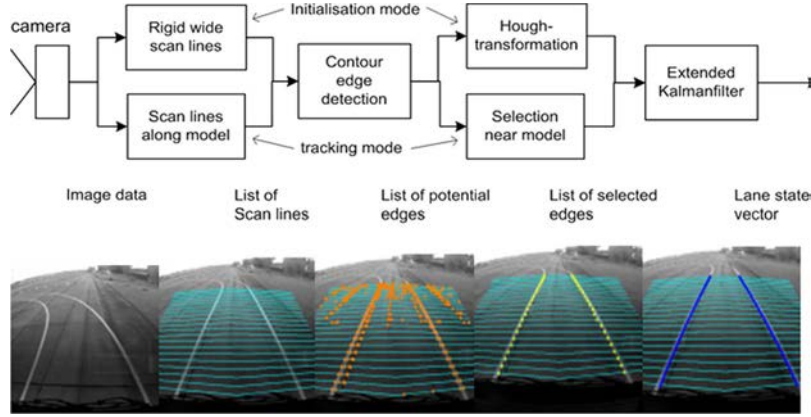 camera
Rigid wide
scan lines
Initialisation mode
Hough-
transformation
Contour
edge
detection
Extended
Kalmanfilter
Scan lines
along model
tracking mode
Selection
near model
Image data
List of
Scan lines
List of potential
edges
List of selected
edges
Lane state
vector